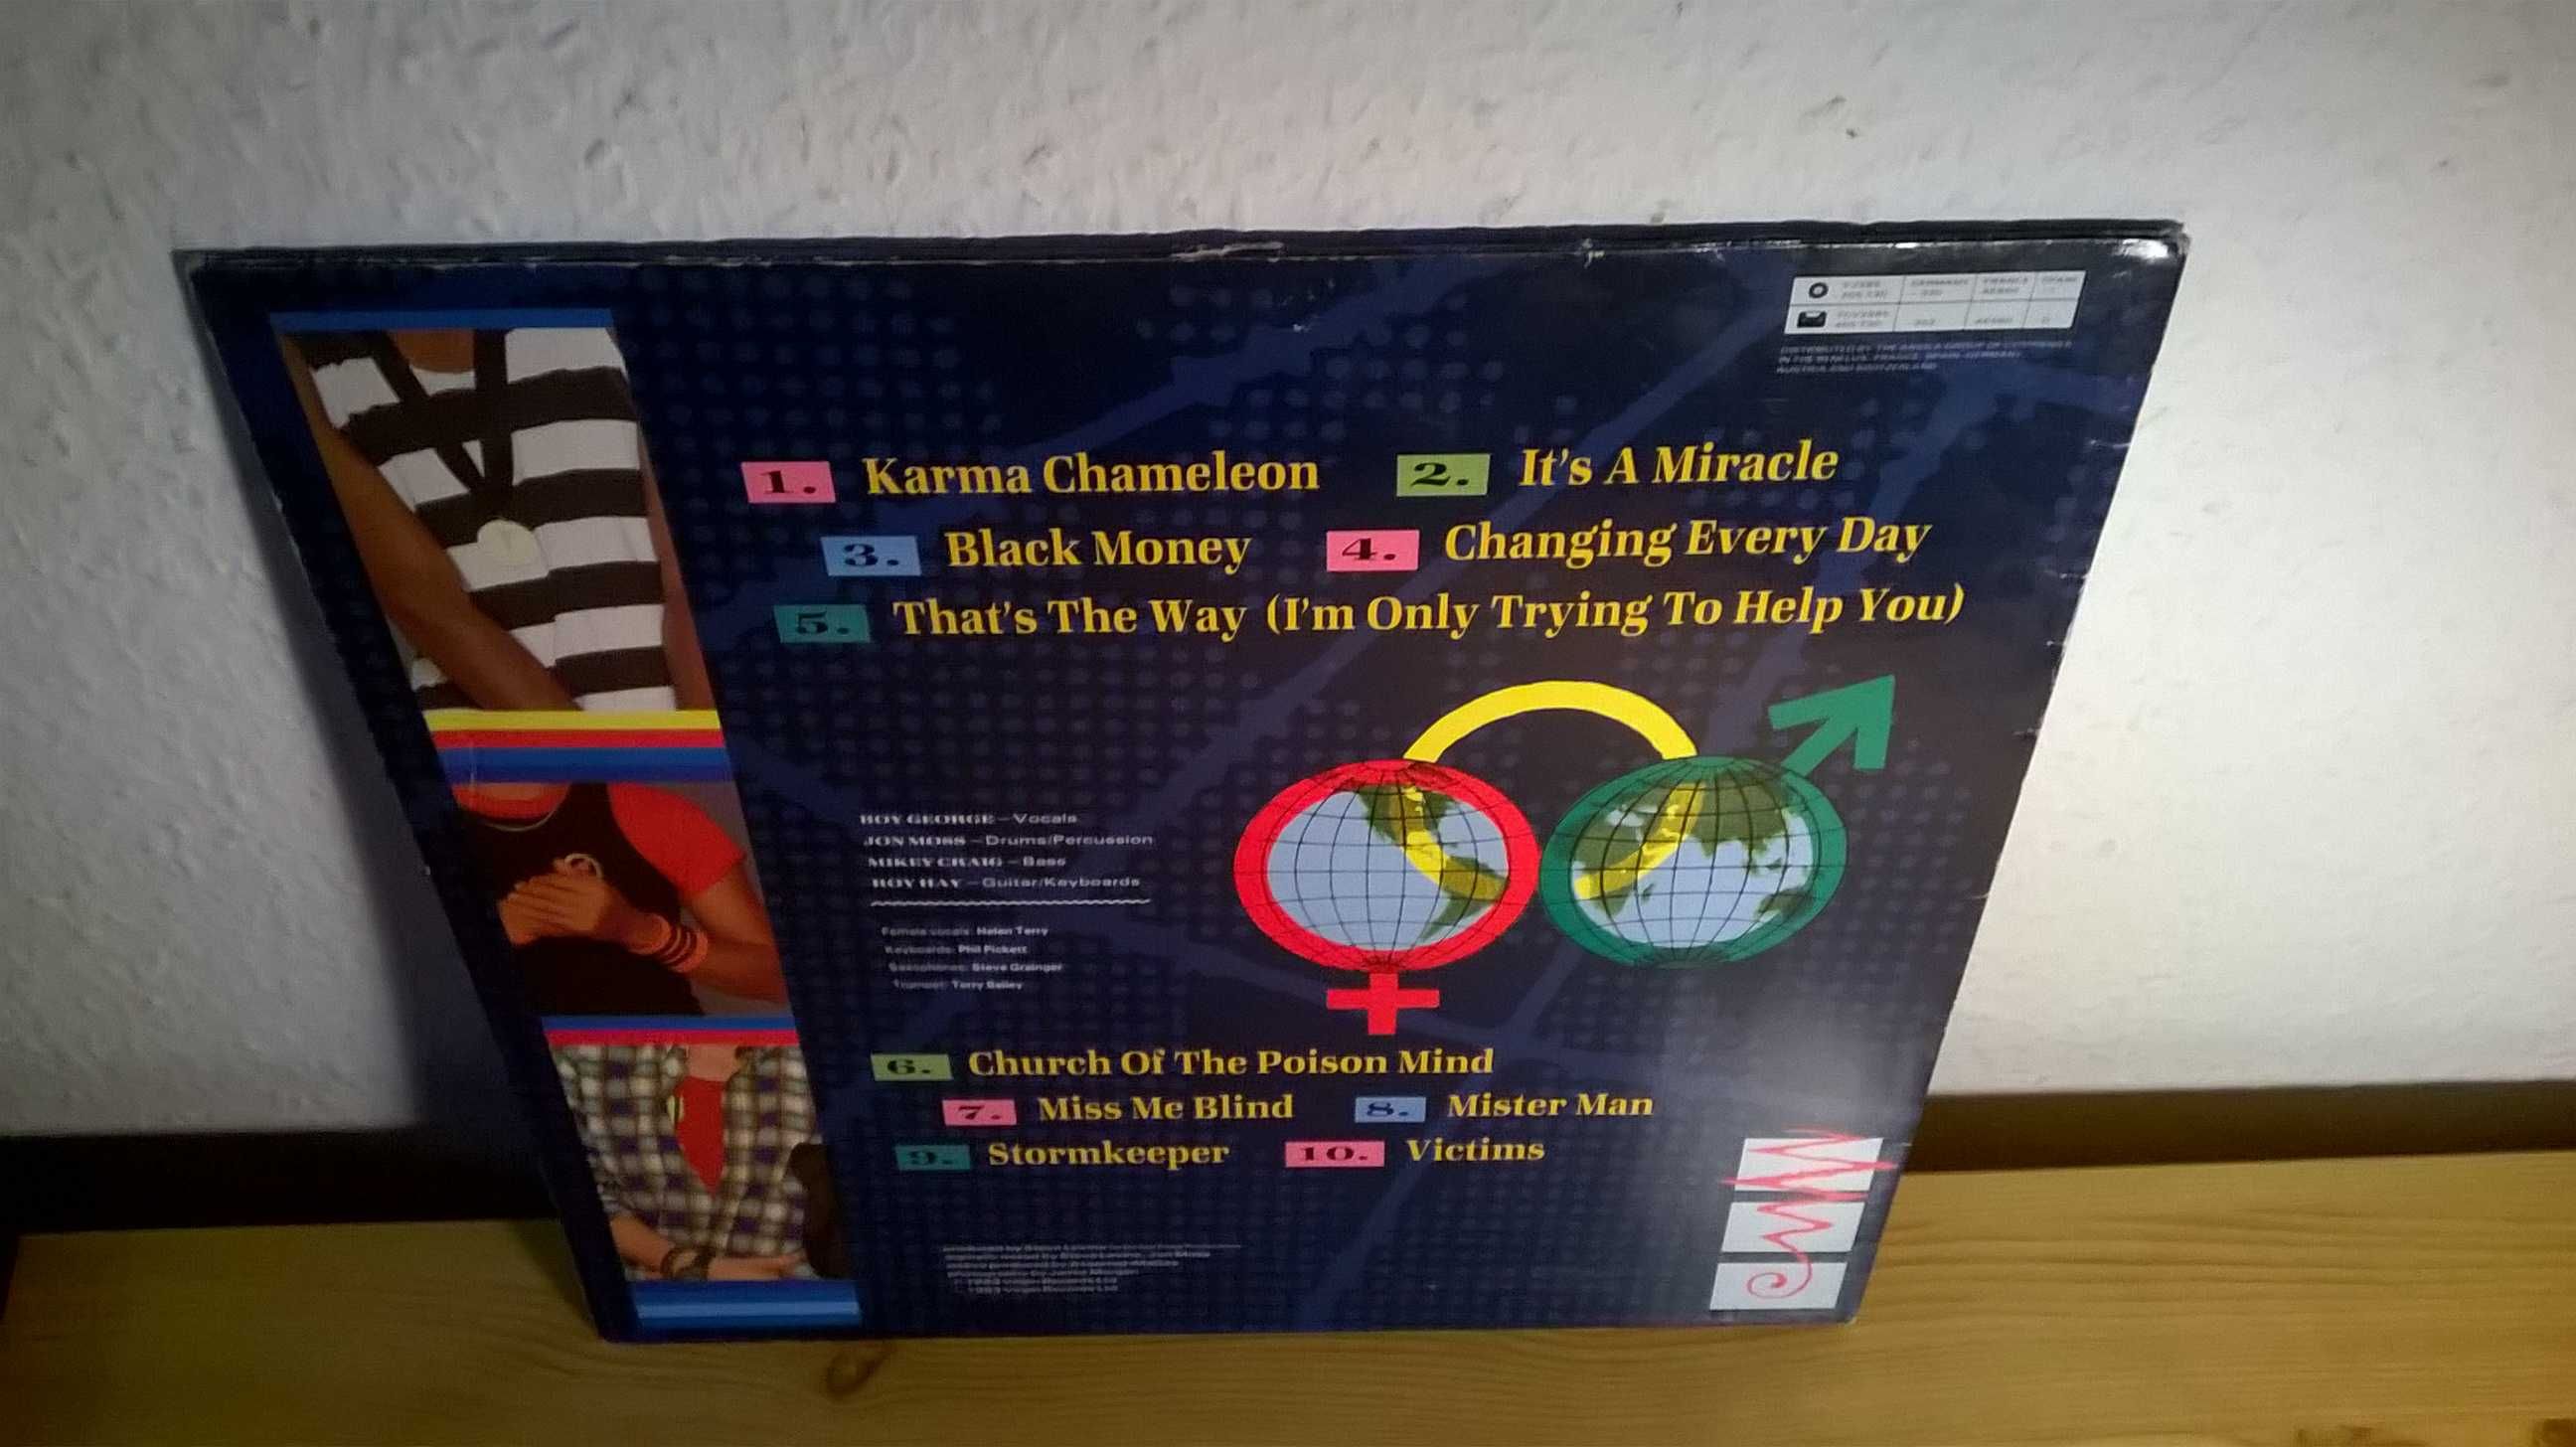 1. Karma Chameleon 2. It's A Miracle
3. Black Money 4. Changing Every Day
5. That's The Way (I'm Only Trying To Help You)
BOY GEORGE – Vocals
JON MOSS – Drums/Percussion
MIKEY CRAIG – Bass
ROY HAY – Guitar/Keyboards
Female vocals: Helen Terry
Keyboards: Phil Pickett
Saxophones: Steve Grainger
Trumpet: Terry Bailey
6. Church Of The Poison Mind
7. Miss Me Blind 8. Mister Man
9. Stormkeeper 10. Victims